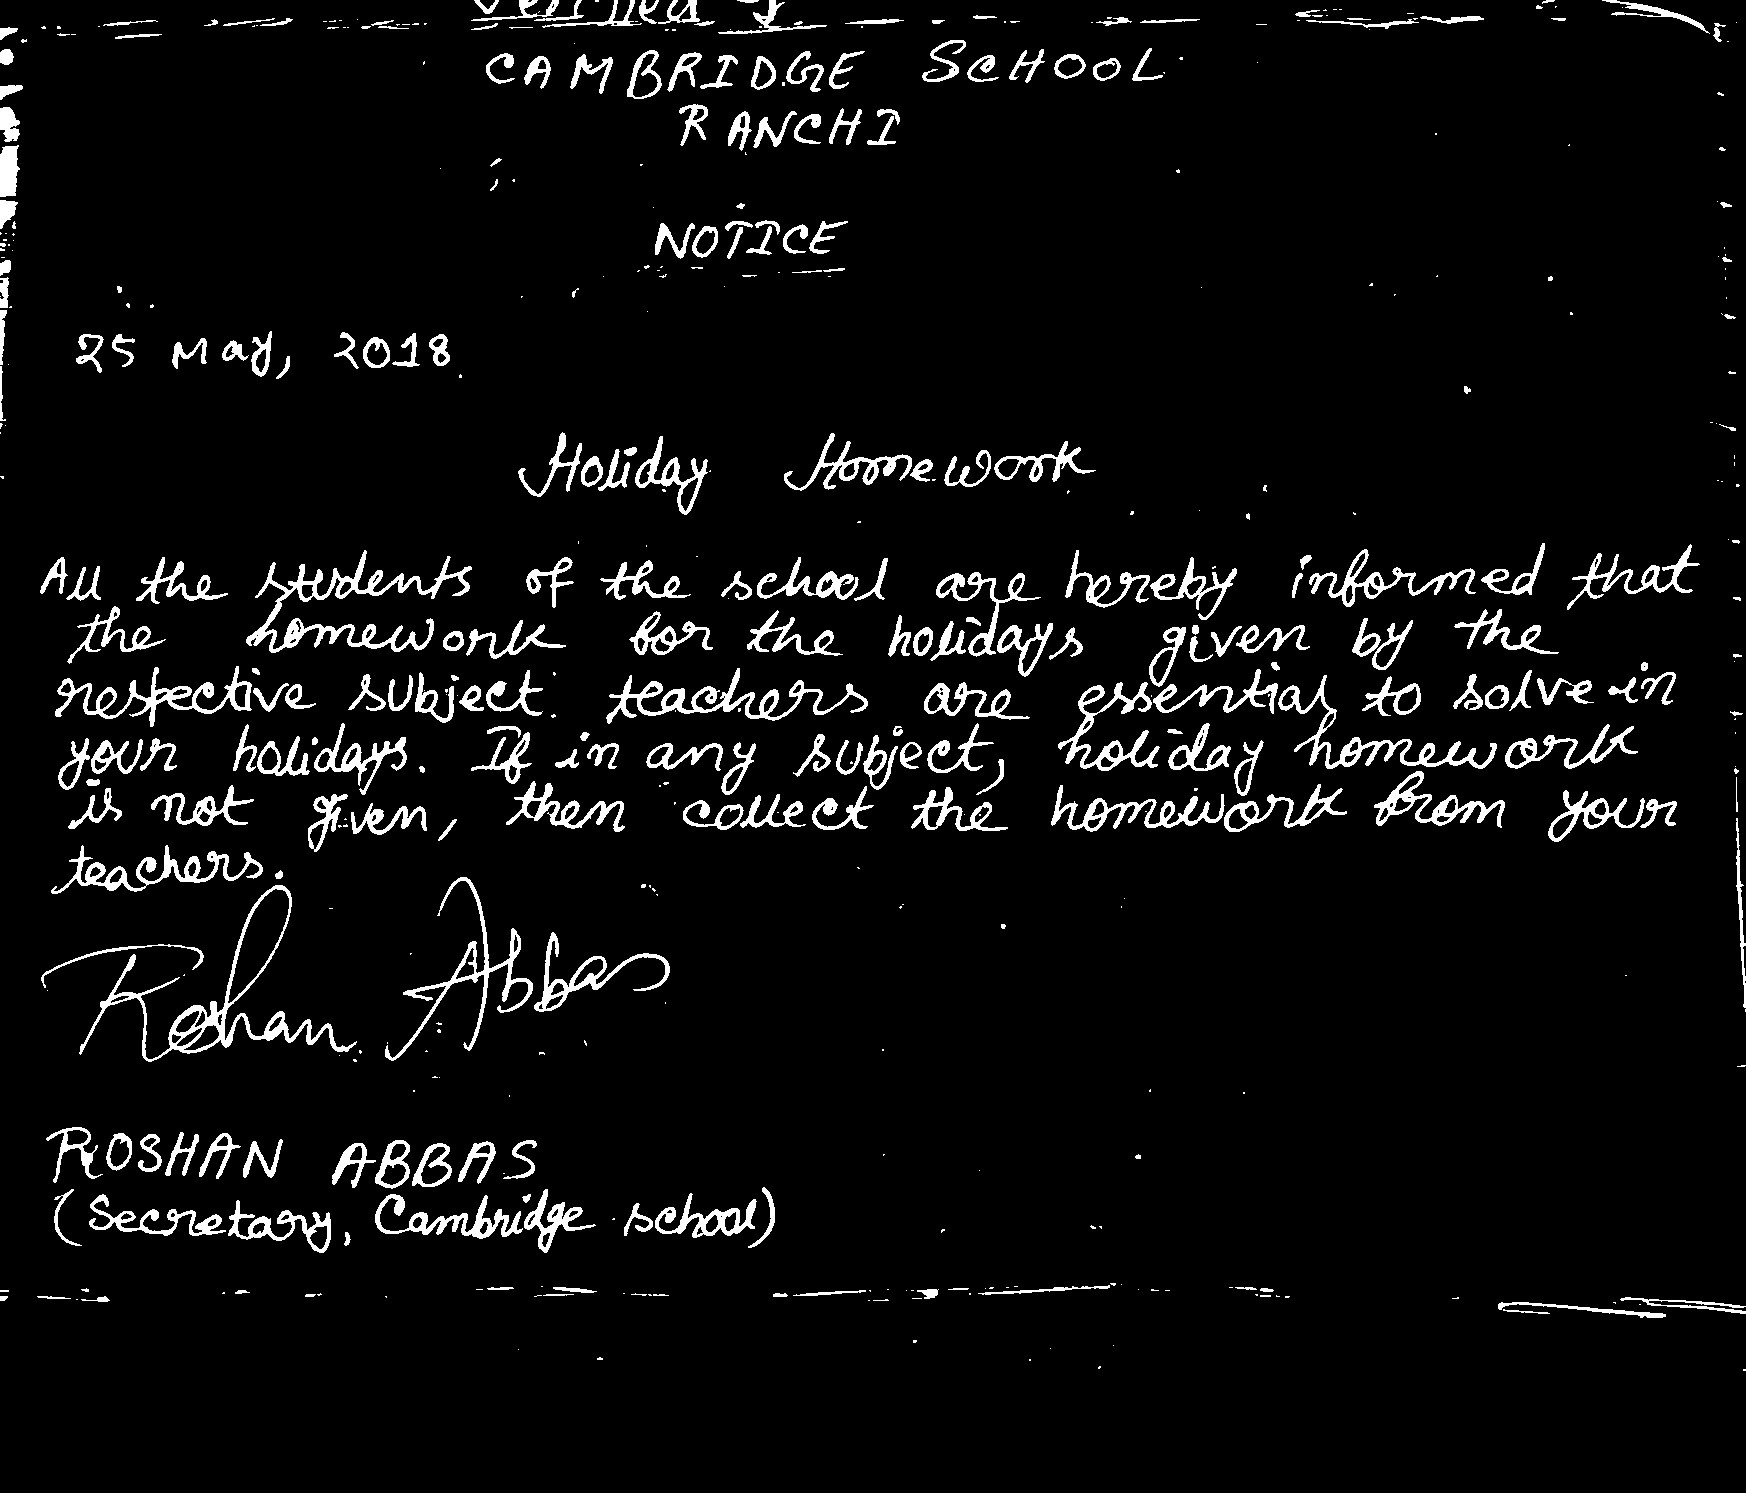 CAMBRIDGE SCHOOL
RANCHI
NOTICE
25 May, 2018
Holiday Homework
All the students of the school are hereby informed that
the homework for the holidays given by the
respective subject teachers are essential to solve in
your holidays. If in any subject, holiday homework
is not given, then collect the homework from your
teachers.
Roshan Abbas
ROSHAN ABBAS
(Secretary, Cambridge school)